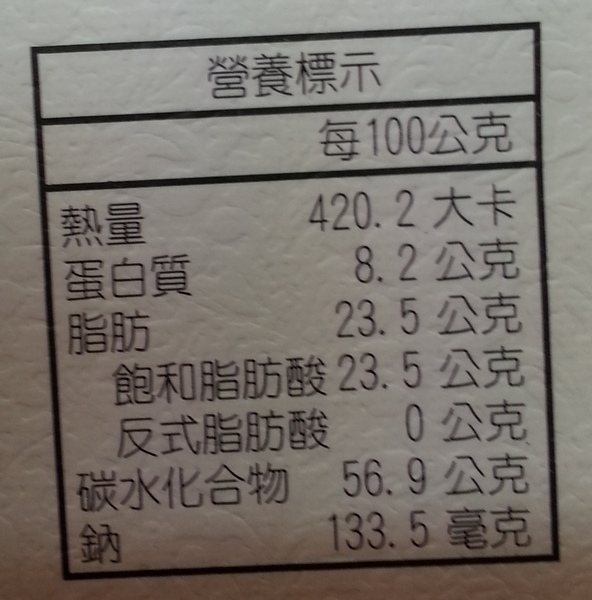 營養標示
每100公克
熱量 420.2 大卡
蛋白質 8.2 公克
脂肪 23.5 公克
飽和脂肪酸 23.5 公克
反式脂肪酸 0 公克
碳水化合物 56.9 公克
鈉 133.5 毫克